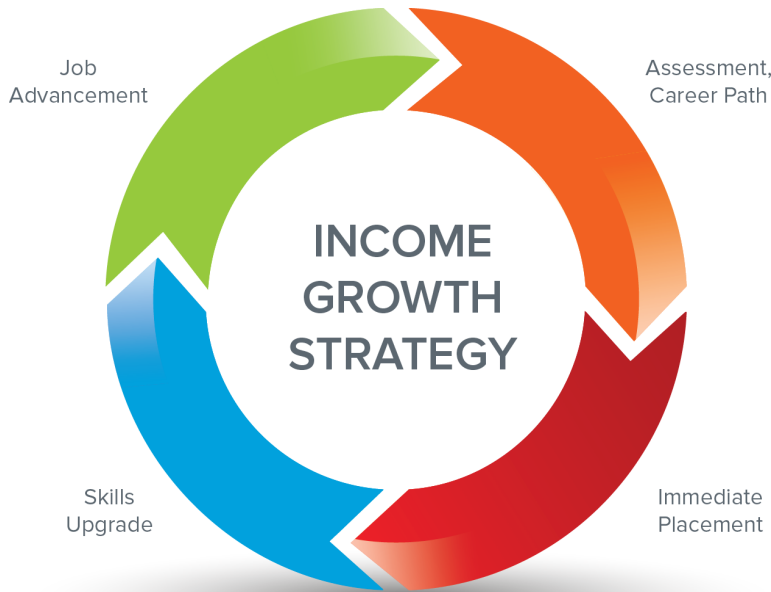 Job
Advancement
Assessment,
Career Path
INCOME
GROWTH
STRATEGY
Skills
Upgrade
Immediate
Placement